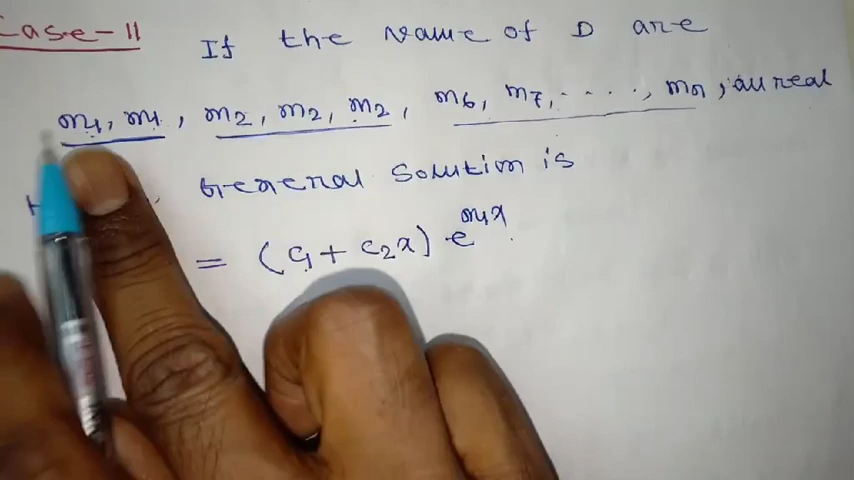 Case-II If the value of D are
m₁, m₁, m₂, m₂, m₂, m₆, m₇, ....., mₙ, all real
General Solution is
= (c₁ + c₂x) e^{m₁x}